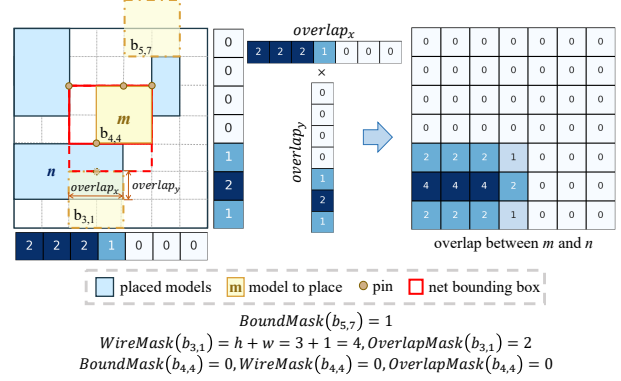 b5,7
b4,4
m
n
overlapx
overlapy
b3,1
2 2 2 1 0 0 0
0
0
0
0
1
2
1
overlapx
2 2 2 1 0 0 0
×
0
0
0
0
1
2
1
overlapy
0 0 0 0 0 0 0
0 0 0 0 0 0 0
0 0 0 0 0 0 0
0 0 0 0 0 0 0
2 2 2 1 0 0 0
4 4 4 2 0 0 0
2 2 2 1 0 0 0
overlap between m and n
placed models m model to place pin net bounding box
BoundMask(b5,7) = 1
WireMask(b3,1) = h + w = 3 + 1 = 4, OverlapMask(b3,1) = 2
BoundMask(b4,4) = 0, WireMask(b4,4) = 0, OverlapMask(b4,4) = 0